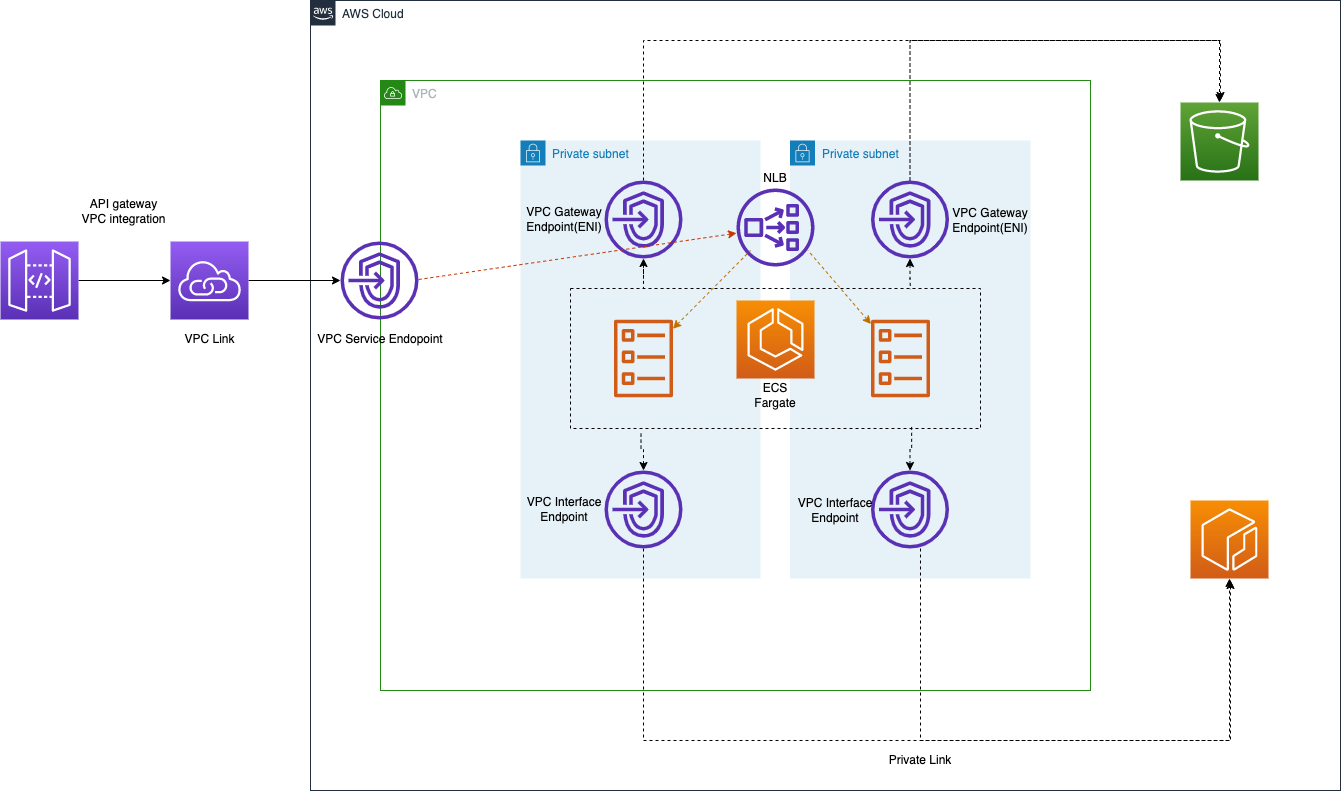 aws
AWS Cloud
VPC
Private subnet
Private subnet
NLB
API gateway
VPC integration
VPC Gateway
Endpoint(ENI)
VPC Gateway
Endpoint(ENI)
</>
VPC Link
VPC Service Endopoint
ECS
Fargate
VPC Interface
Endpoint
VPC Interface
Endpoint
Private Link